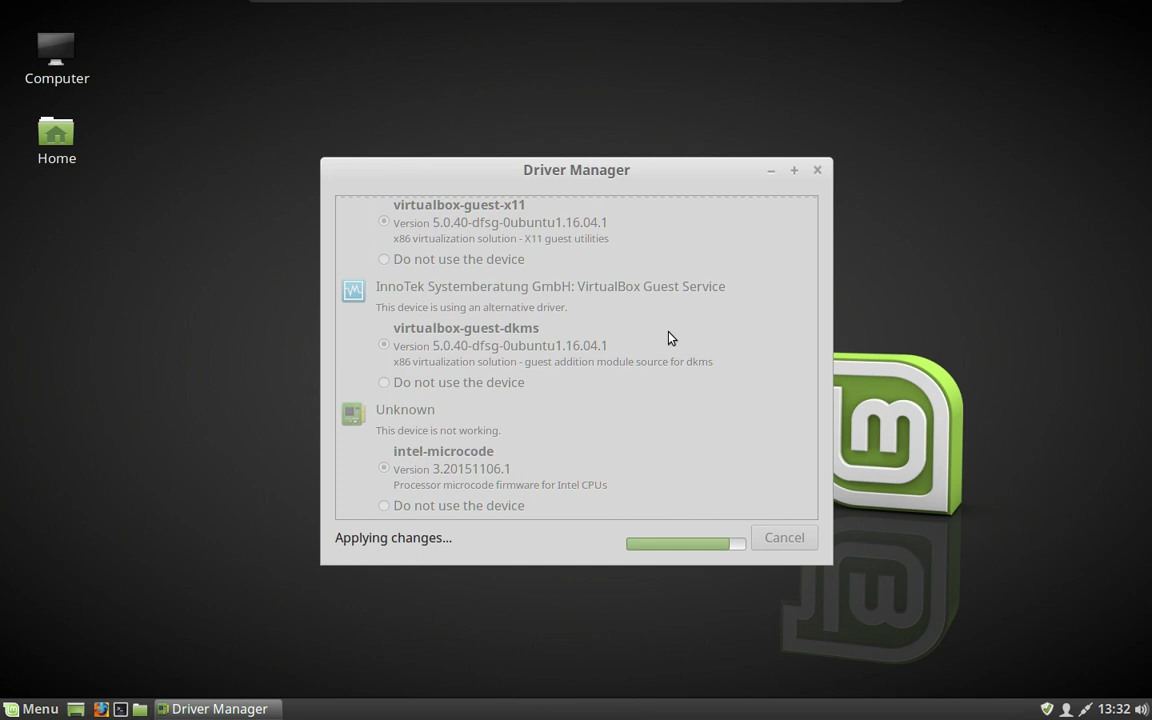 Computer
Home
Driver Manager
virtualbox-guest-x11
Version 5.0.40-dfsg-0ubuntu1.16.04.1
x86 virtualization solution - X11 guest utilities
Do not use the device
InnoTek Systemberatung GmbH: VirtualBox Guest Service
This device is using an alternative driver.
virtualbox-guest-dkms
Version 5.0.40-dfsg-0ubuntu1.16.04.1
x86 virtualization solution - guest addition module source for dkms
Do not use the device
Unknown
This device is not working.
intel-microcode
Version 3.20151106.1
Processor microcode firmware for Intel CPUs
Do not use the device
Applying changes...
Cancel
Menu
Driver Manager
13:32